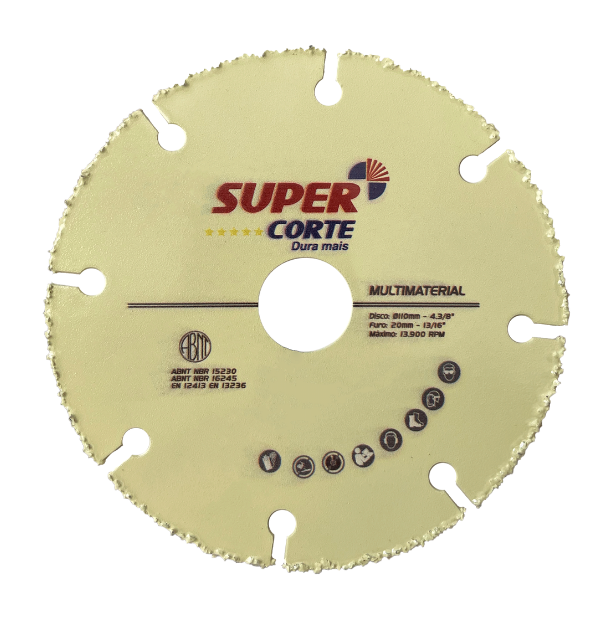 SUPER
CORTE
Dura mais
MULTIMATERIAL
Disco: Ø110mm - 4.3/8"
Furo: 20mm - 13/16"
Máximo: 13.900 RPM
ABNT
ABNT NBR 15230
ABNT NBR 16245
EN 12413 EN 13236